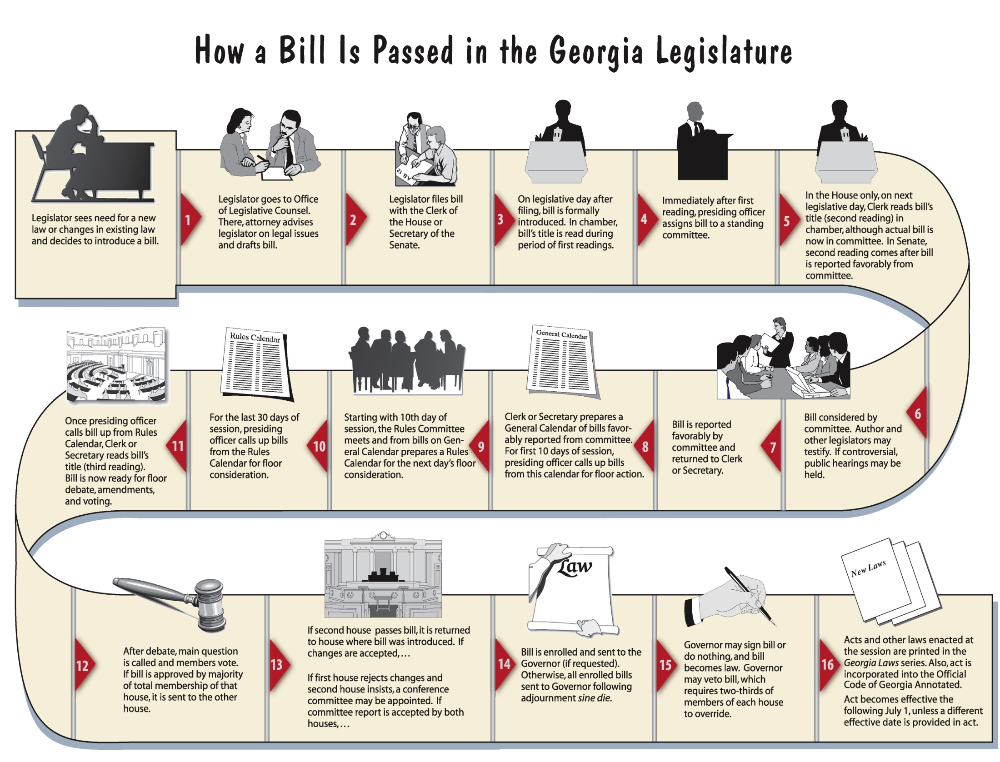 How a Bill Is Passed in the Georgia Legislature
Legislator sees need for a new
law or changes in existing law
and decides to introduce a bill.
1
Legislator goes to Office
of Legislative Counsel.
There, attorney advises
legislator on legal issues
and drafts bill.
2
A.B. 12
Legislator files bill
with the Clerk of
the House or
Secretary of the
Senate.
3
On legislative day after
filing, bill is formally
introduced. In chamber,
bill's title is read during
period of first readings.
4
Immediately after first
reading, presiding officer
assigns bill to a standing
committee.
5
In the House only, on next
legislative day, Clerk reads bill's
title (second reading) in
chamber, although actual bill is
now in committee. In Senate,
second reading comes after bill
is reported favorably from
committee.
6
Bill considered by
committee. Author and
other legislators may
testify. If controversial,
public hearings may be
held.
7
Bill is reported
favorably by
committee and
returned to Clerk
or Secretary.
8
General Calendar
Clerk or Secretary prepares a
General Calendar of bills favor-
ably reported from committee.
For first 10 days of session,
presiding officer calls up bills
from this calendar for floor action.
9
Starting with 10th day of
session, the Rules Committee
meets and from bills on Gen-
eral Calendar prepares a Rules
Calendar for the next day's floor
consideration.
10
Rules Calendar
For the last 30 days of
session, presiding
officer calls up bills
from the Rules
Calendar for floor
consideration.
11
Once presiding officer
calls bill up from Rules
Calendar, Clerk or
Secretary reads bill's
title (third reading).
Bill is now ready for floor
debate, amendments,
and voting.
12
After debate, main question
is called and members vote.
If bill is approved by majority
of total membership of that
house, it is sent to the other
house.
13
If second house passes bill, it is returned
to house where bill was introduced. If
changes are accepted, . . .
If first house rejects changes and
second house insists, a conference
committee may be appointed. If
committee report is accepted by both
houses, . . .
14
Law
Bill is enrolled and sent to the
Governor (if requested).
Otherwise, all enrolled bills
sent to Governor following
adjournment sine die.
15
Governor may sign bill or
do nothing, and bill
becomes law. Governor
may veto bill, which
requires two-thirds of
members of each house
to override.
16
New Laws
Acts and other laws enacted at
the session are printed in the
Georgia Laws series. Also, act is
incorporated into the Official
Code of Georgia Annotated.
Act becomes effective the
following July 1, unless a different
effective date is provided in act.